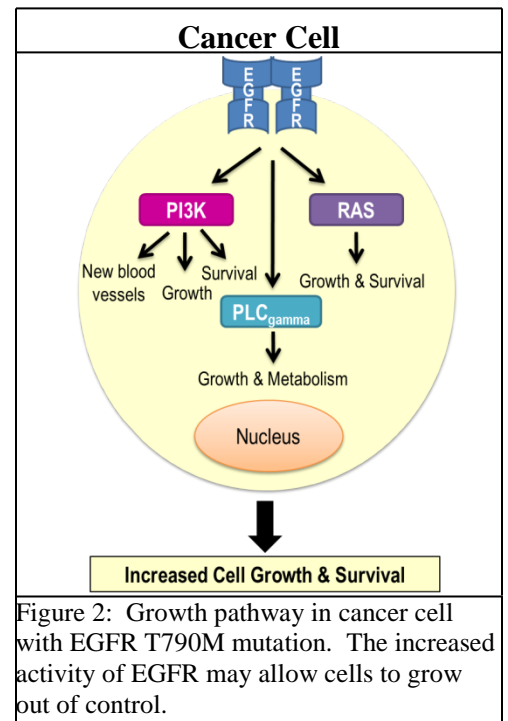 Cancer Cell
EGFR EGFR
PI3K
RAS
New blood
vessels
Growth
Survival
Growth & Survival
PLCgamma
Growth & Metabolism
Nucleus
Increased Cell Growth & Survival
Figure 2: Growth pathway in cancer cell
with EGFR T790M mutation. The increased
activity of EGFR may allow cells to grow
out of control.